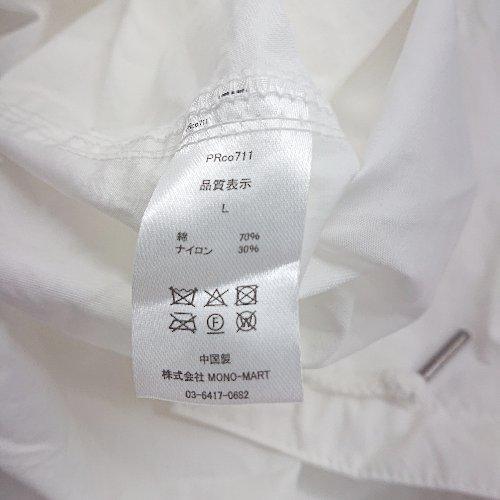 PRco711
PRco711
品質表示
L
綿 70%
ナイロン 30%
F
W
中国製
株式会社 MONO-MART
03-6417-0682